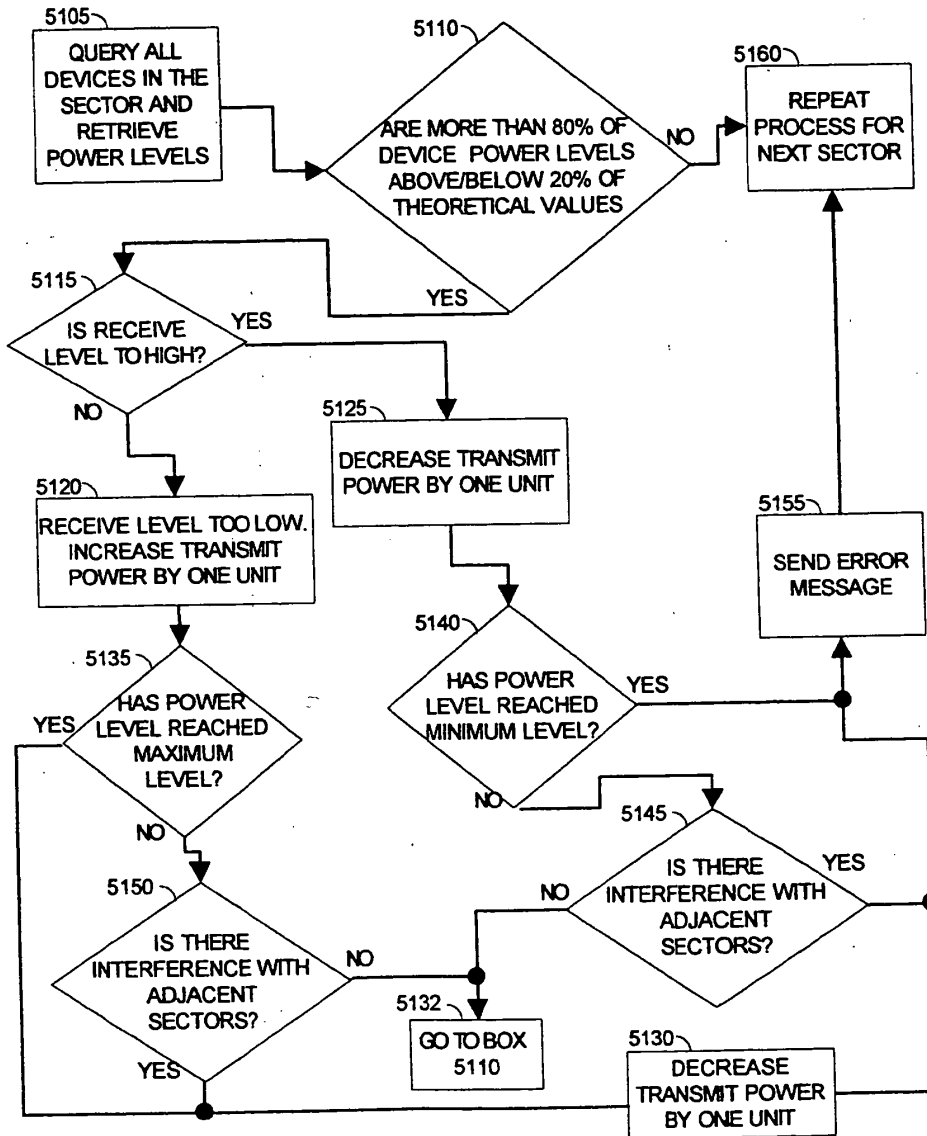 5105
QUERY ALL
DEVICES IN THE
SECTOR AND
RETRIEVE
POWER LEVELS
5110
ARE MORE THAN 80% OF
DEVICE POWER LEVELS
ABOVE/BELOW 20% OF
THEORETICAL VALUES
NO
YES
5160
REPEAT
PROCESS FOR
NEXT SECTOR
5115
IS RECEIVE
LEVEL TO HIGH?
YES
NO
5125
DECREASE TRANSMIT
POWER BY ONE UNIT
5120
RECEIVE LEVEL TOO LOW.
INCREASE TRANSMIT
POWER BY ONE UNIT
5155
SEND ERROR
MESSAGE
5135
HAS POWER
LEVEL REACHED
MAXIMUM
LEVEL?
YES
NO
5140
HAS POWER
LEVEL REACHED
MINIMUM LEVEL?
YES
NO
5145
IS THERE
INTERFERENCE WITH
ADJACENT
SECTORS?
YES
NO
5150
IS THERE
INTERFERENCE WITH
ADJACENT
SECTORS?
NO
YES
5132
GO TO BOX
5110
5130
DECREASE
TRANSMIT POWER
BY ONE UNIT